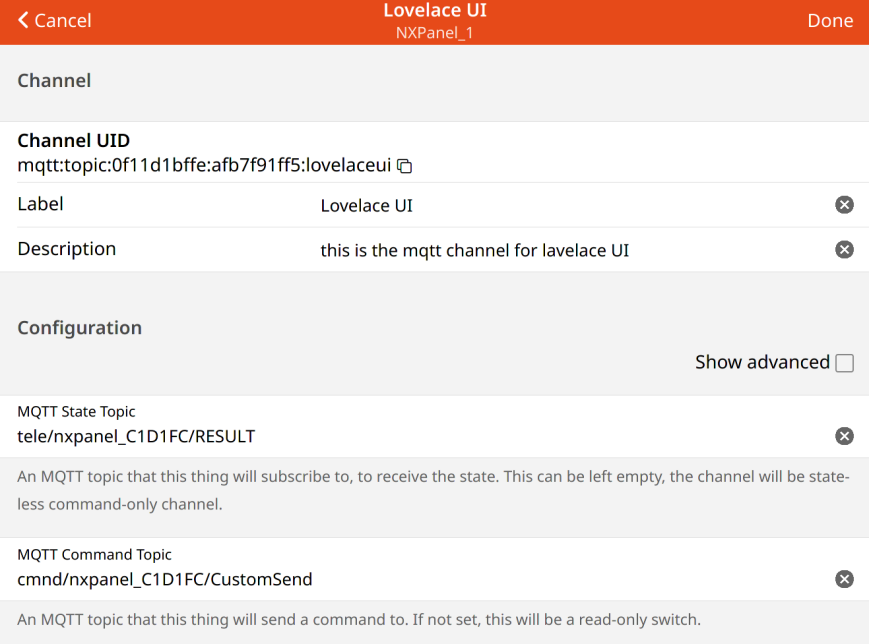 Cancel
Lovelace UI
NXPanel_1
Done
Channel
Channel UID
mqtt:topic:0f11d1bffe:afb7f91ff5:lovelaceui
Label Lovelace UI
Description this is the mqtt channel for lavelace UI
Configuration
Show advanced
MQTT State Topic
tele/nxpanel_C1D1FC/RESULT
An MQTT topic that this thing will subscribe to, to receive the state. This can be left empty, the channel will be state-
less command-only channel.
MQTT Command Topic
cmnd/nxpanel_C1D1FC/CustomSend
An MQTT topic that this thing will send a command to. If not set, this will be a read-only switch.